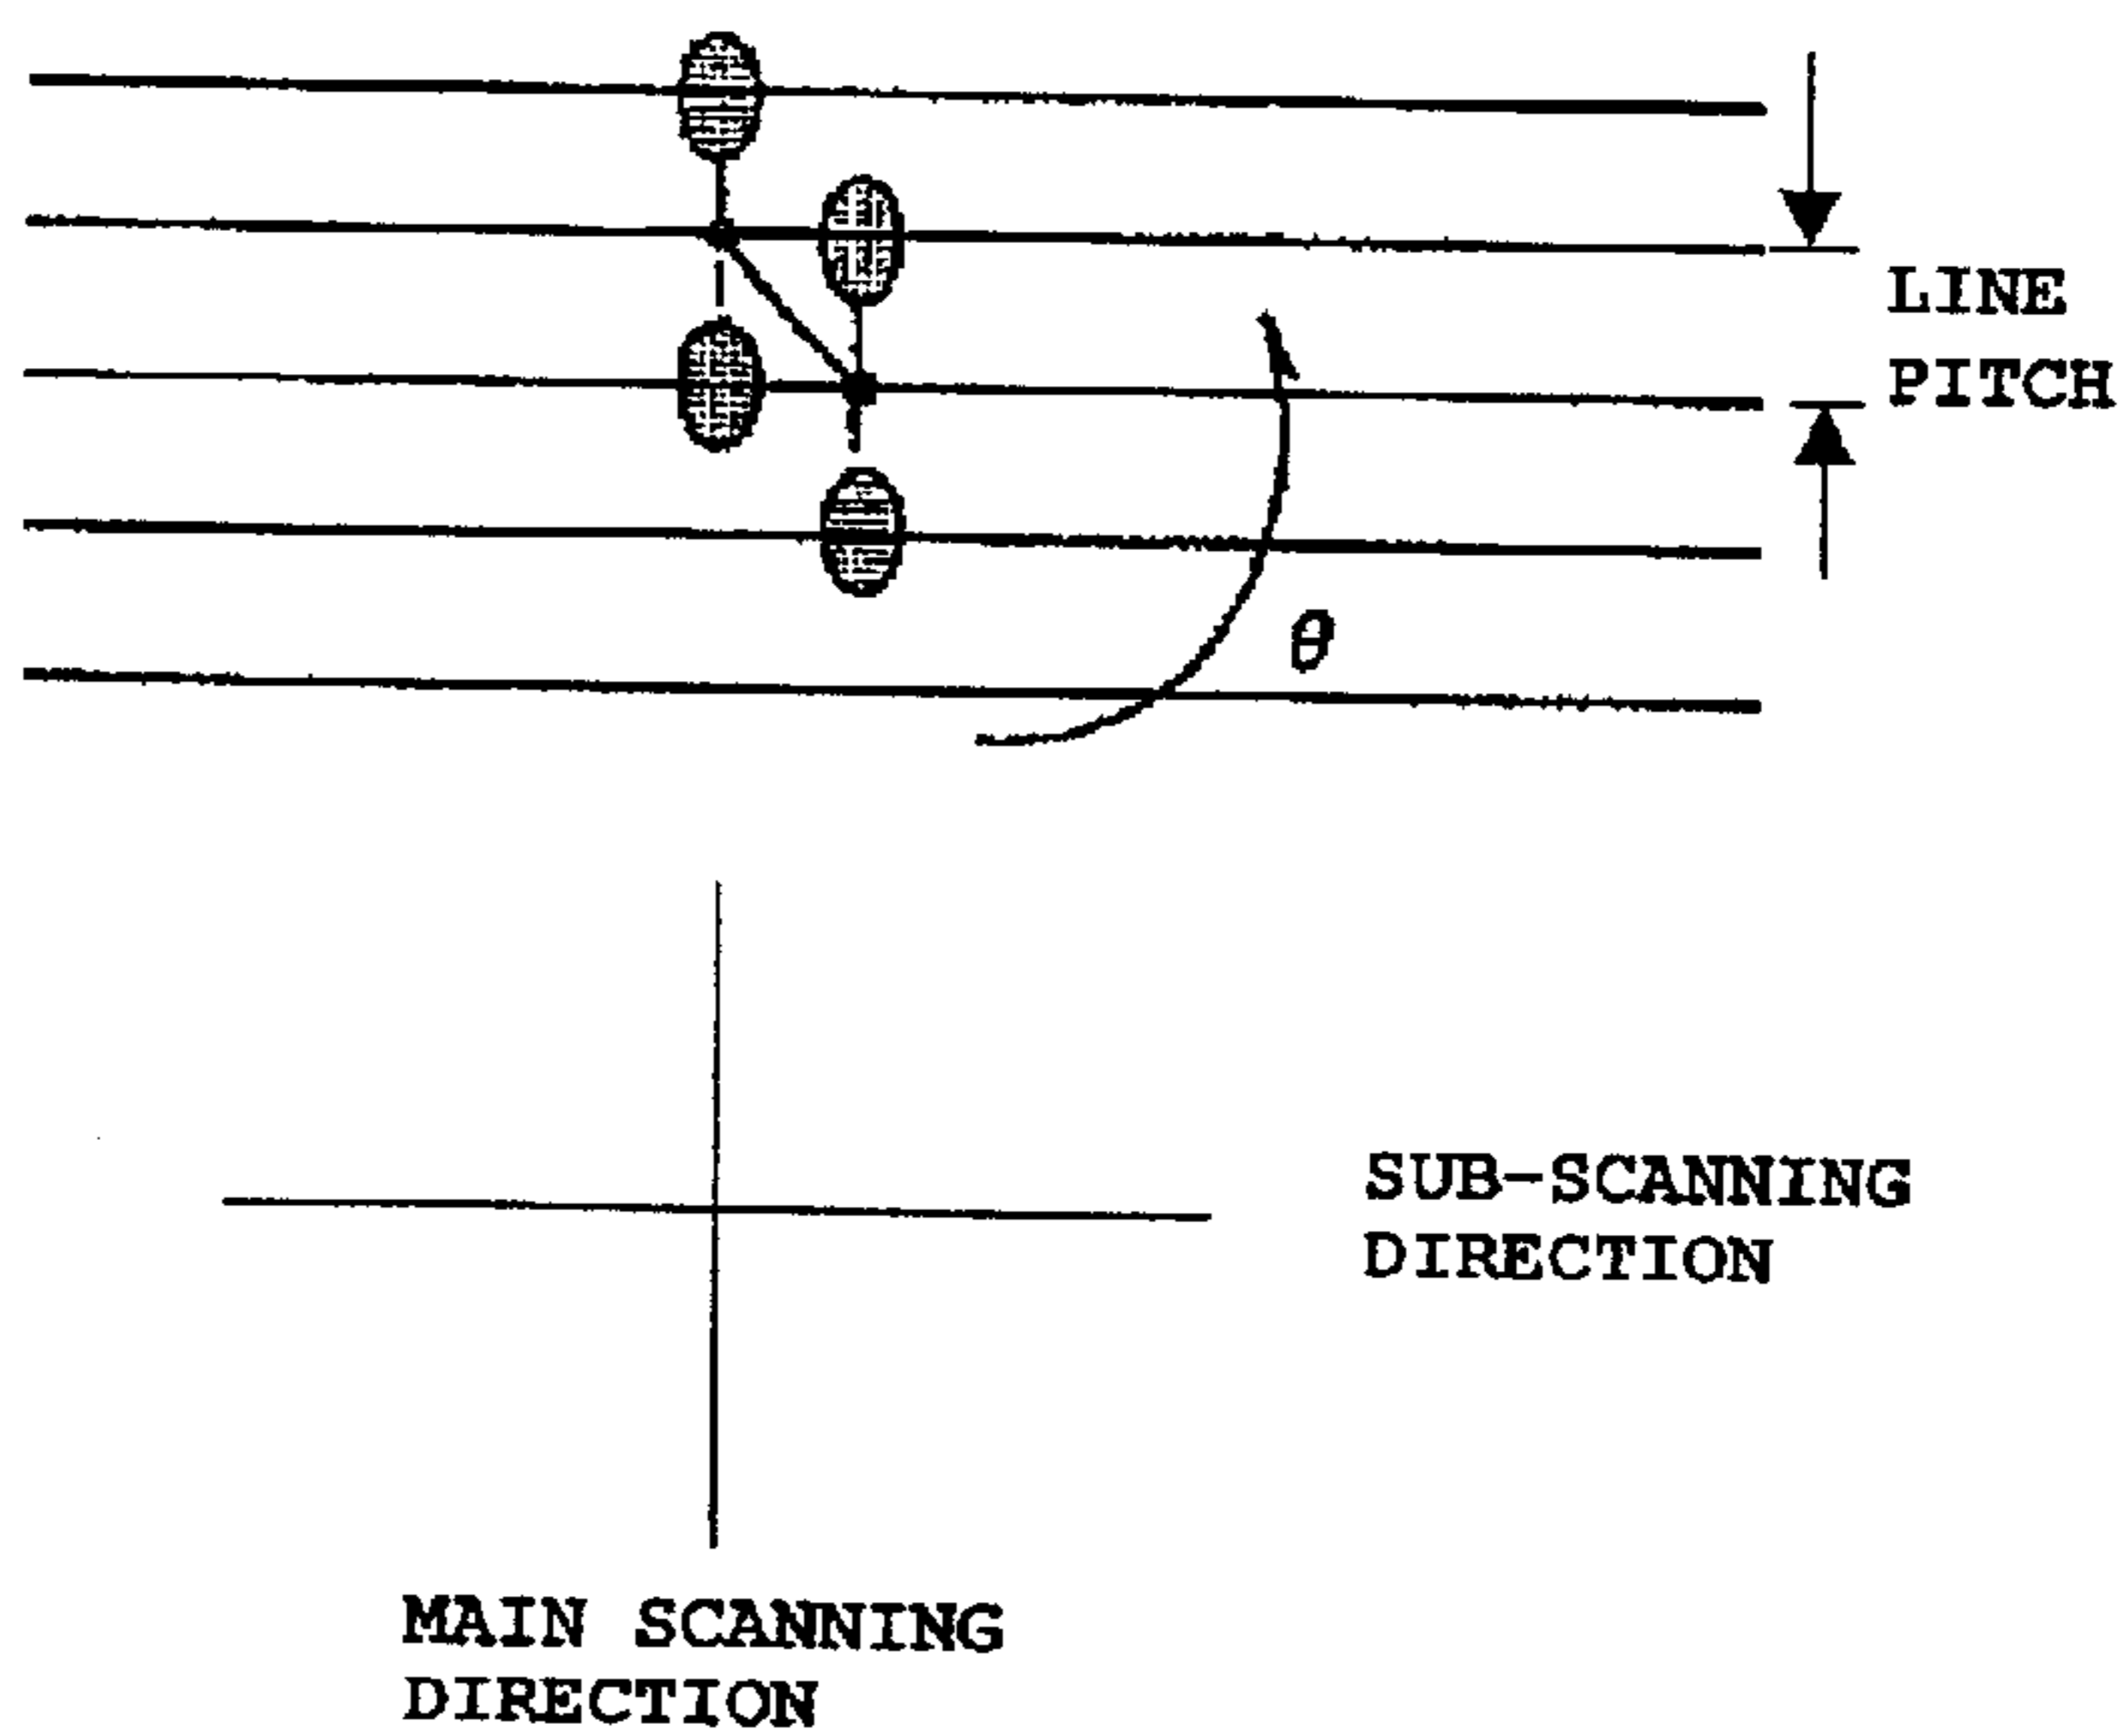 LINE
PITCH
θ
SUB-SCANNING
DIRECTION
MAIN SCANNING
DIRECTION